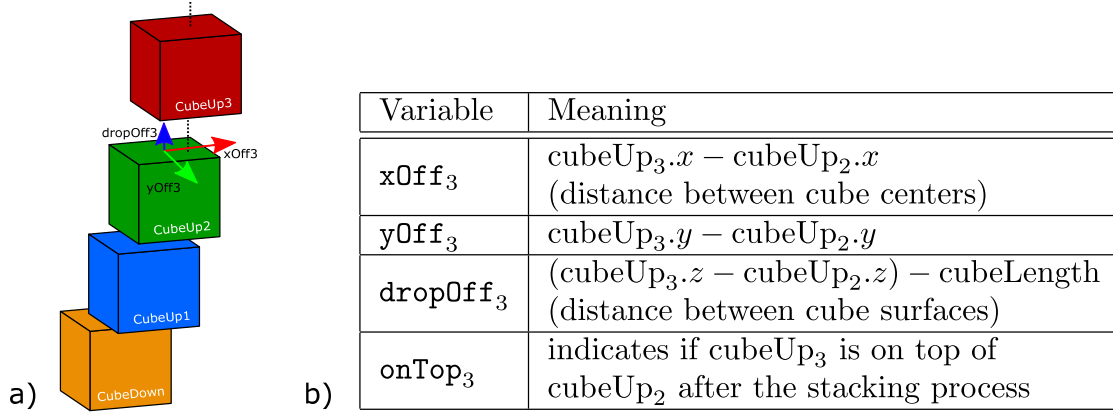 CubeUp3
dropOff3
xOff3
yOff3
CubeUp2
CubeUp1
CubeDown
a)
b)
Variable Meaning
xOff₃ cubeUp₃.x − cubeUp₂.x
(distance between cube centers)
yOff₃ cubeUp₃.y − cubeUp₂.y
dropOff₃ (cubeUp₃.z − cubeUp₂.z) − cubeLength
(distance between cube surfaces)
onTop₃ indicates if cubeUp₃ is on top of
cubeUp₂ after the stacking process